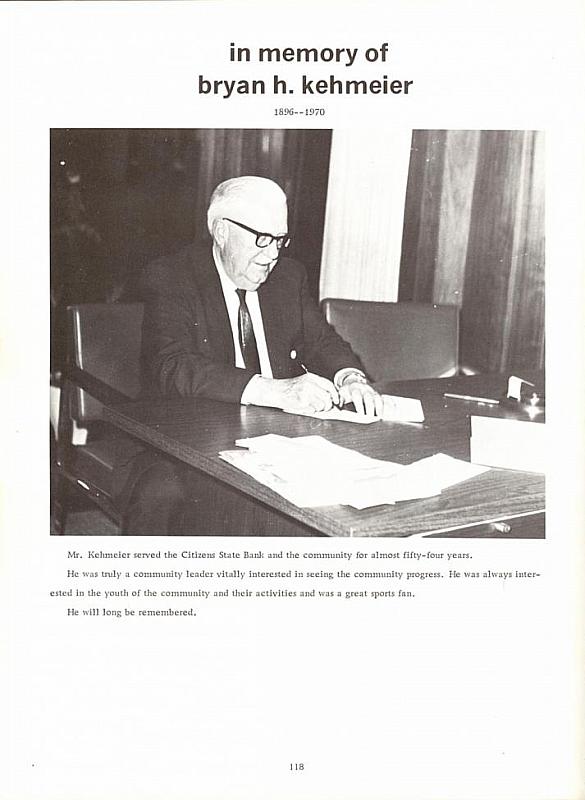 in memory of
bryan h. kehmeier
1896--1970
Mr. Kehmeier served the Citizens State Bank and the community for almost fifty-four years.
He was truly a community leader vitally interested in seeing the community progress. He was always inter-
ested in the youth of the community and their activities and was a great sports fan.
He will long be remembered.
118